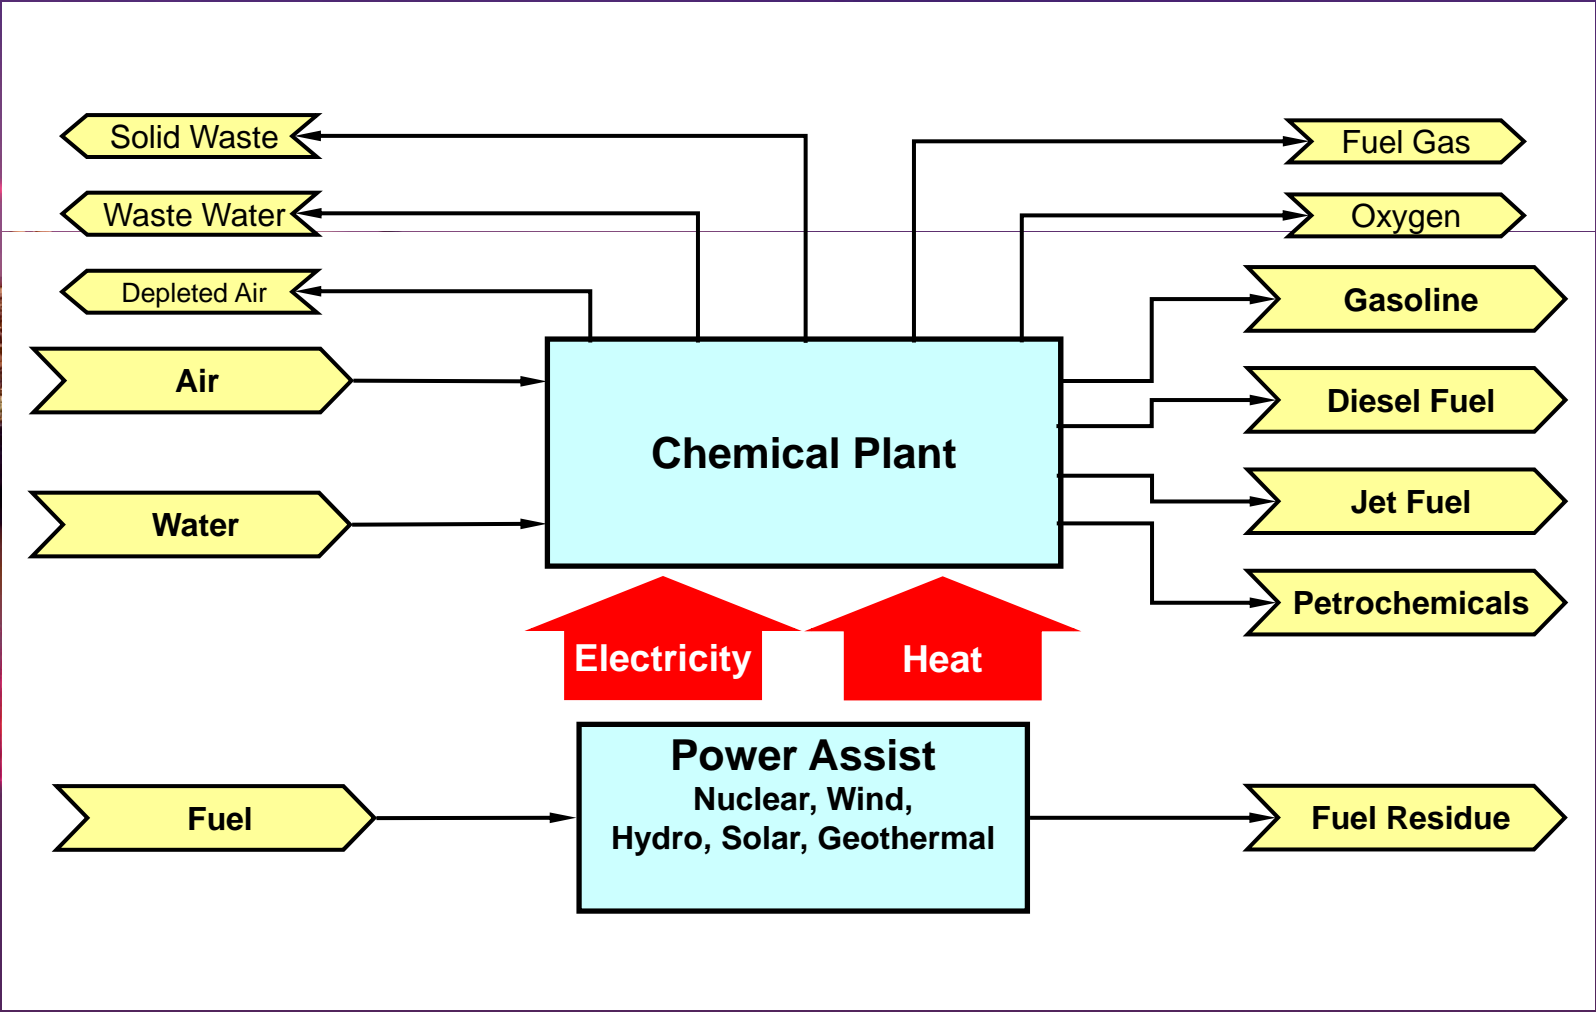 Solid Waste
Fuel Gas
Waste Water
Oxygen
Depleted Air
Gasoline
Air
Diesel Fuel
Chemical Plant
Jet Fuel
Water
Petrochemicals
Electricity
Heat
Power Assist
Nuclear, Wind,
Hydro, Solar, Geothermal
Fuel
Fuel Residue